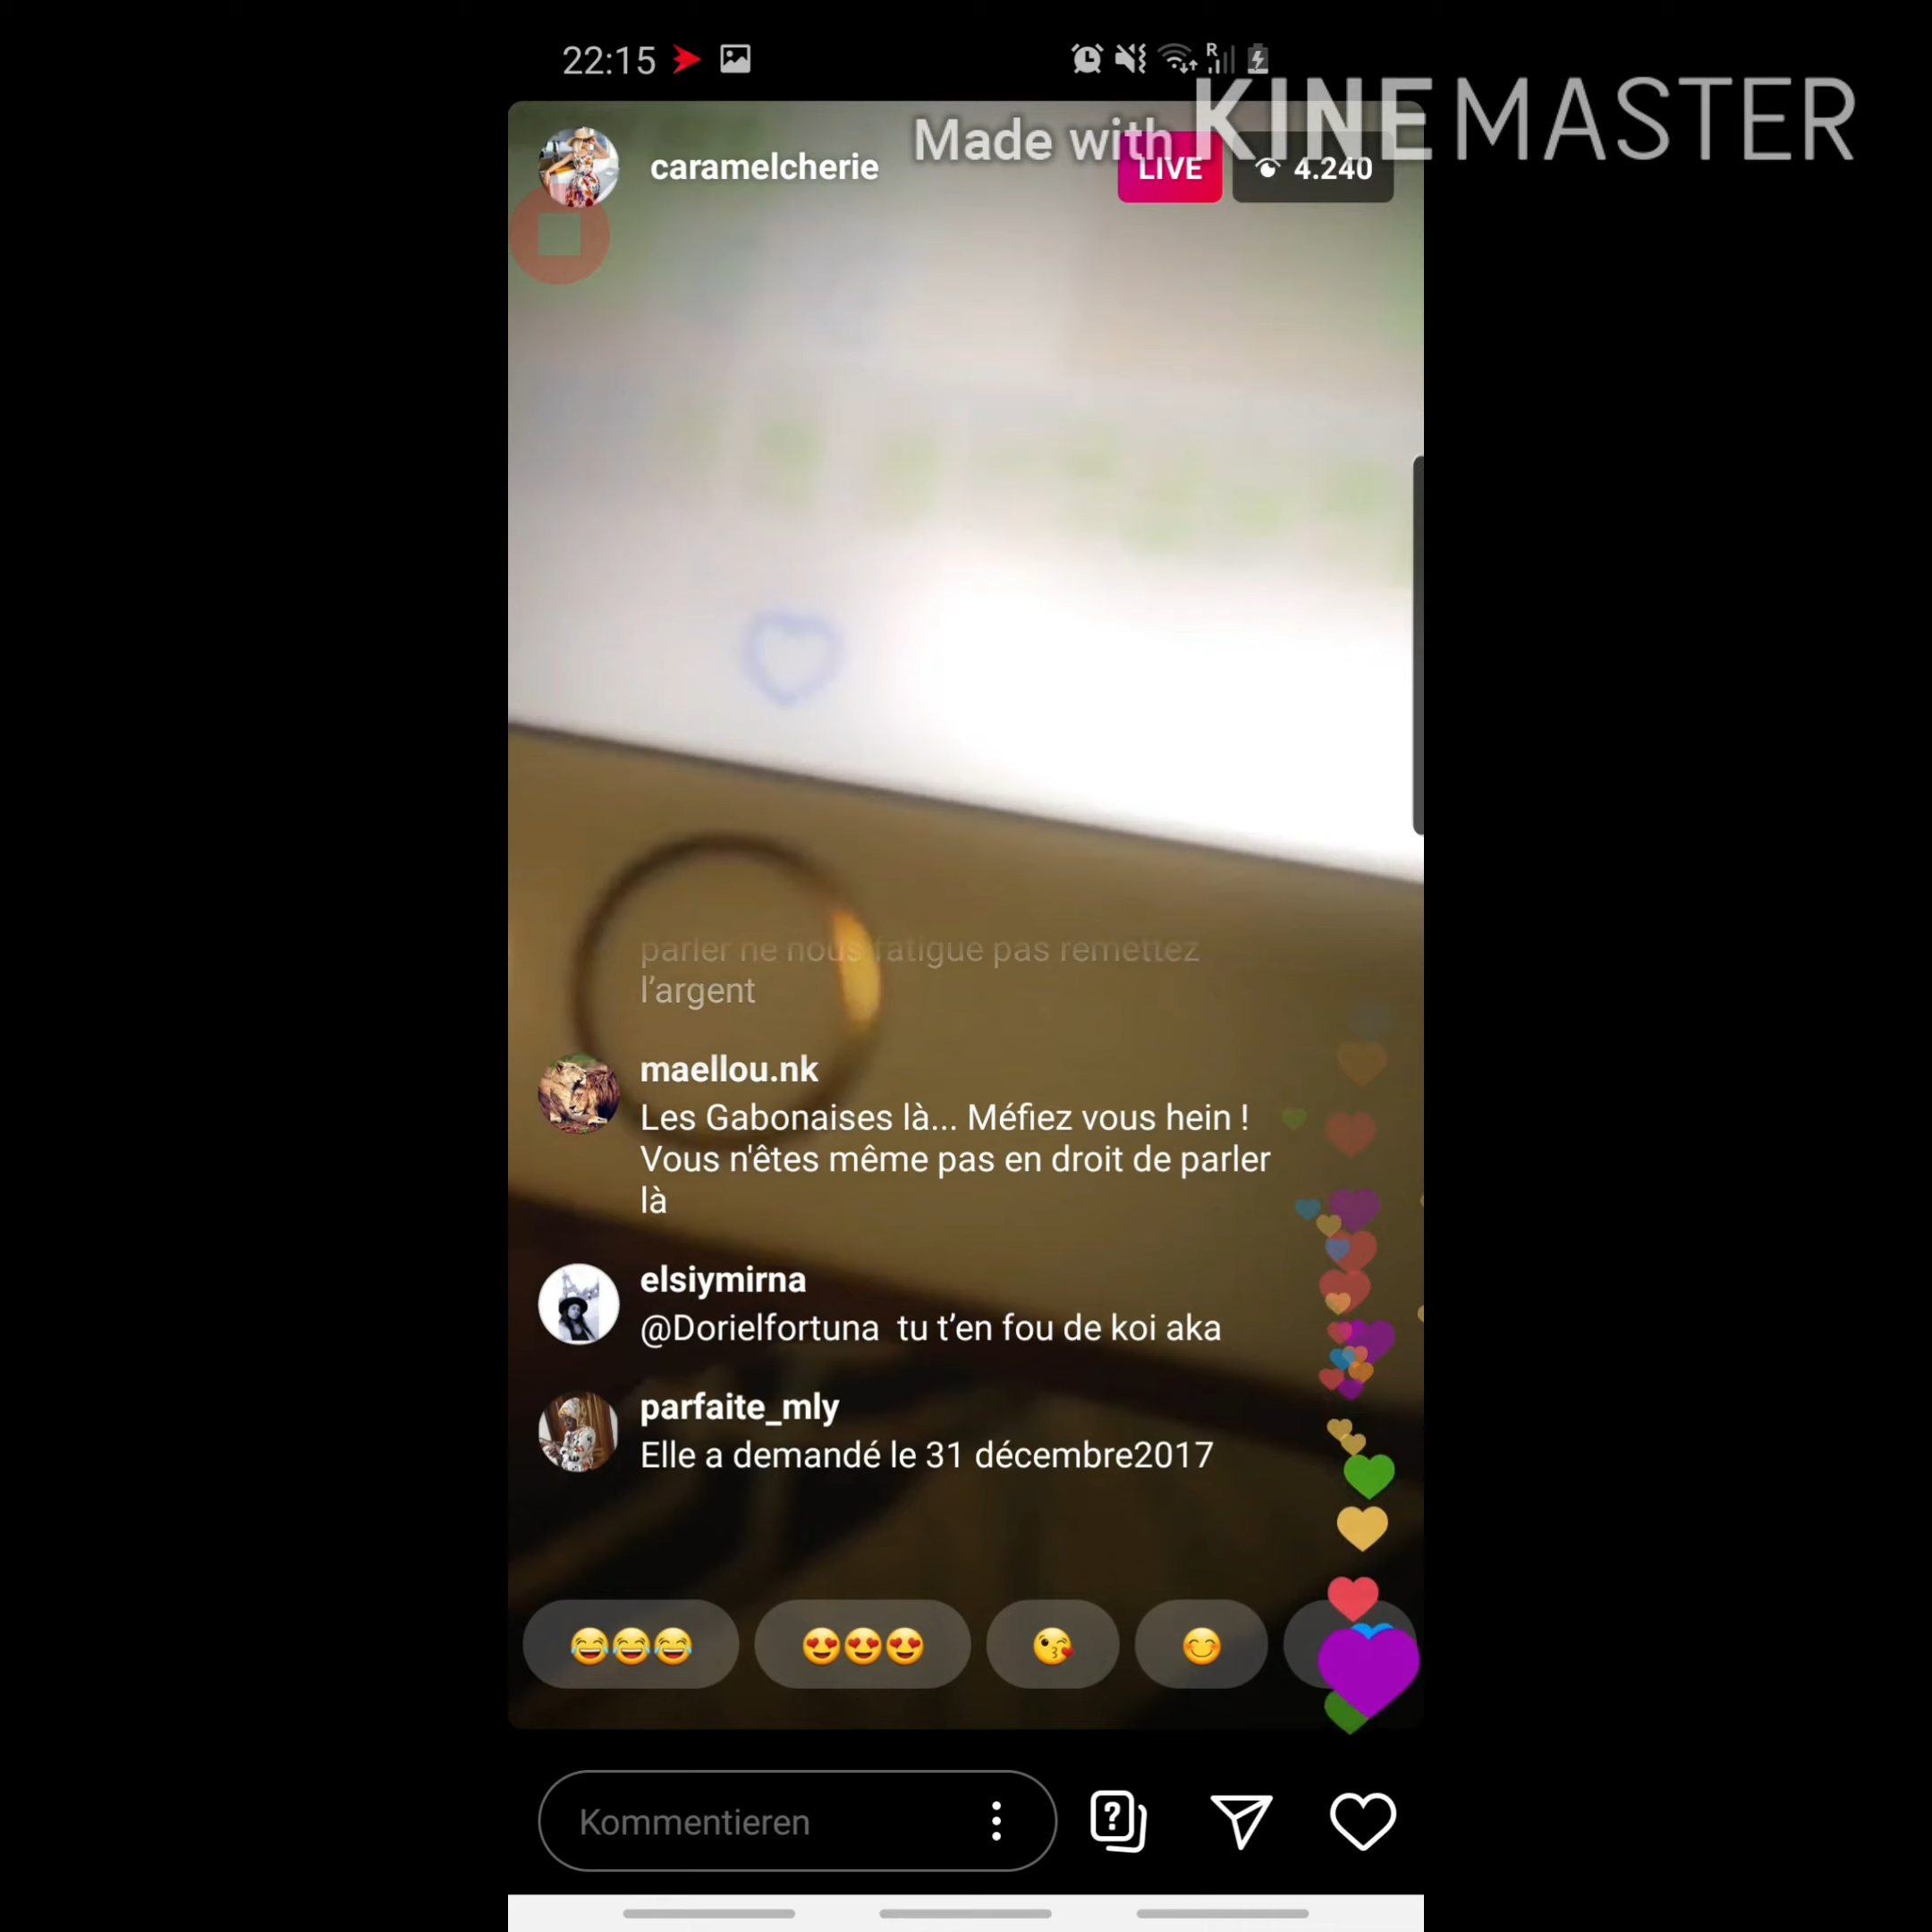 22:15
R
Made with KINEMASTER
caramelcherie
LIVE 4.240
parler ne nous fatigue pas remettez
l’argent
maellou.nk
Les Gabonaises là... Méfiez vous hein !
Vous n'êtes même pas en droit de parler
là
elsiymirna
@Dorielfortuna tu t’en fou de koi aka
parfaite_mly
Elle a demandé le 31 décembre2017
Kommentieren